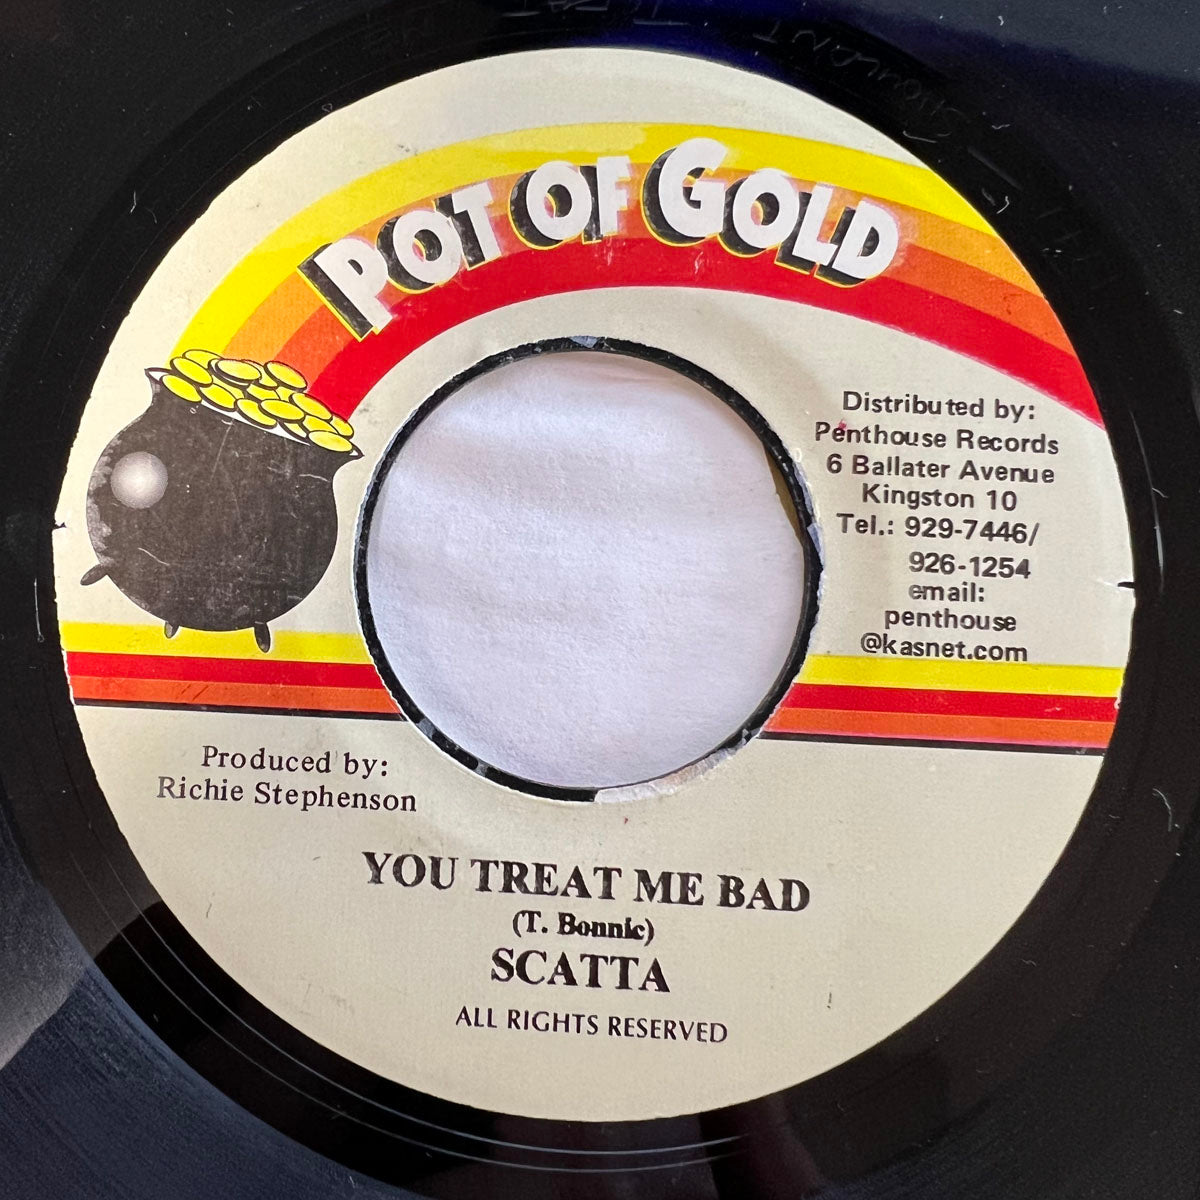 POT OF GOLD
Distributed by:
Penthouse Records
6 Ballater Avenue
Kingston 10
Tel.: 929-7446/
926-1254
email:
penthouse
@kasnet.com
Produced by:
Richie Stephenson
YOU TREAT ME BAD
(T. Bonnic)
SCATTA
ALL RIGHTS RESERVED